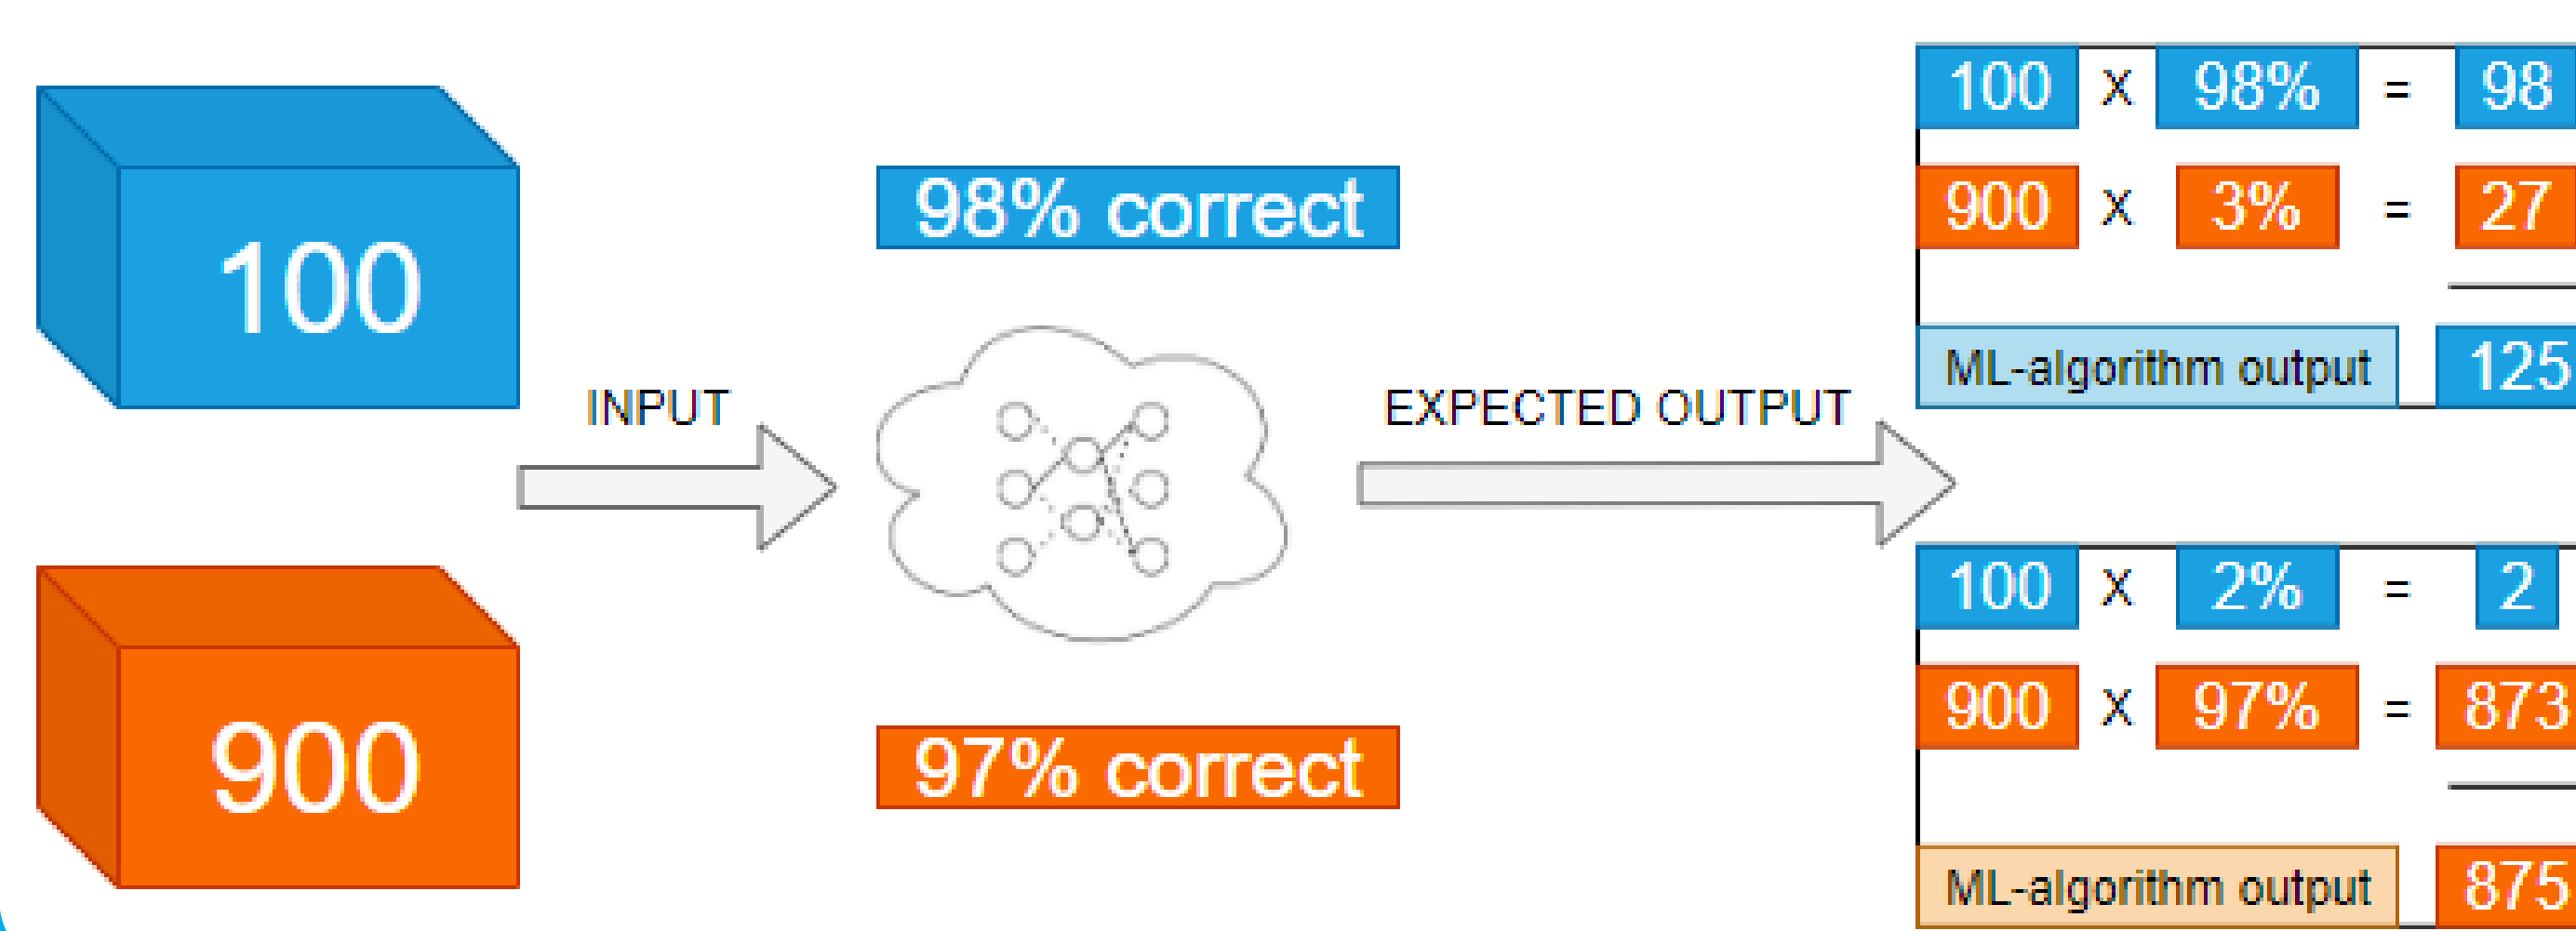 100
900
INPUT
98% correct
97% correct
EXPECTED OUTPUT
100 X 98% = 98
900 X 3% = 27
ML-algorithm output 125
100 X 2% = 2
900 X 97% = 873
ML-algorithm output 875